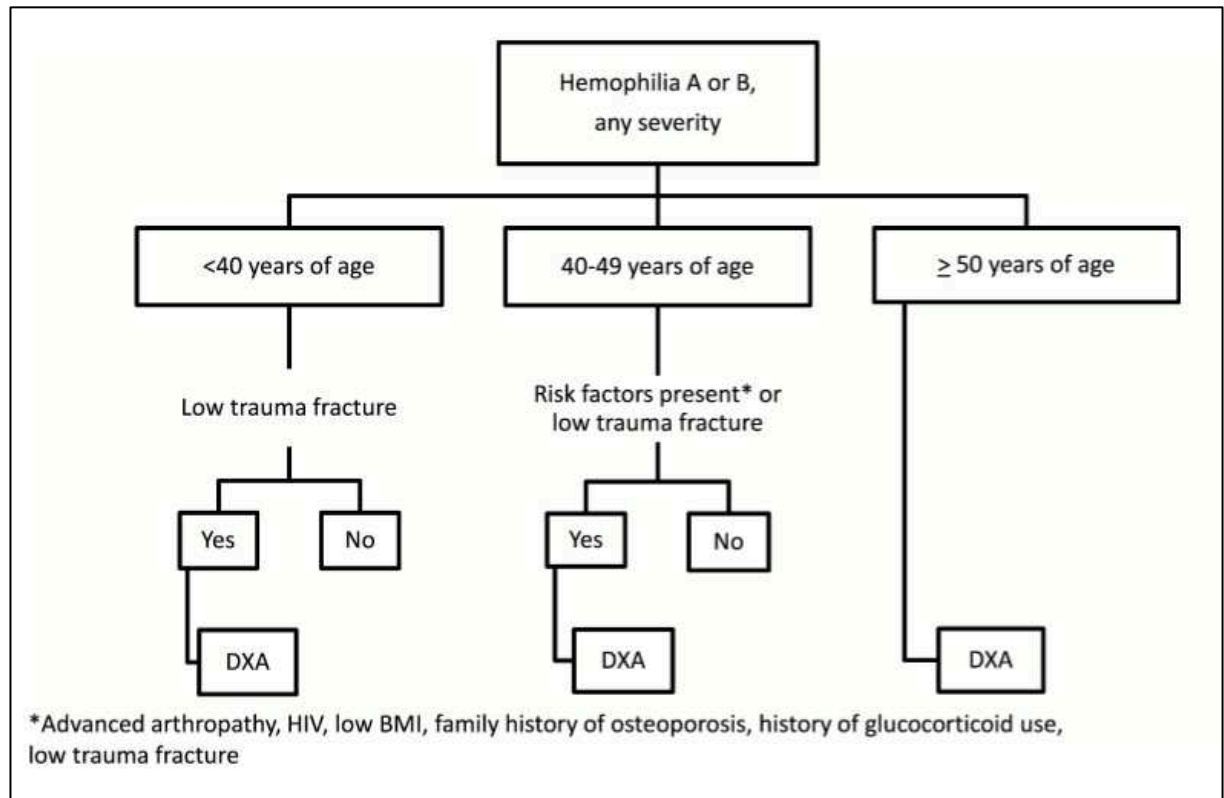 Hemophilia A or B,
any severity
<40 years of age
40-49 years of age
≥ 50 years of age
Low trauma fracture
Risk factors present* or
low trauma fracture
Yes
No
Yes
No
DXA
DXA
DXA
*Advanced arthropathy, HIV, low BMI, family history of osteoporosis, history of glucocorticoid use,
low trauma fracture